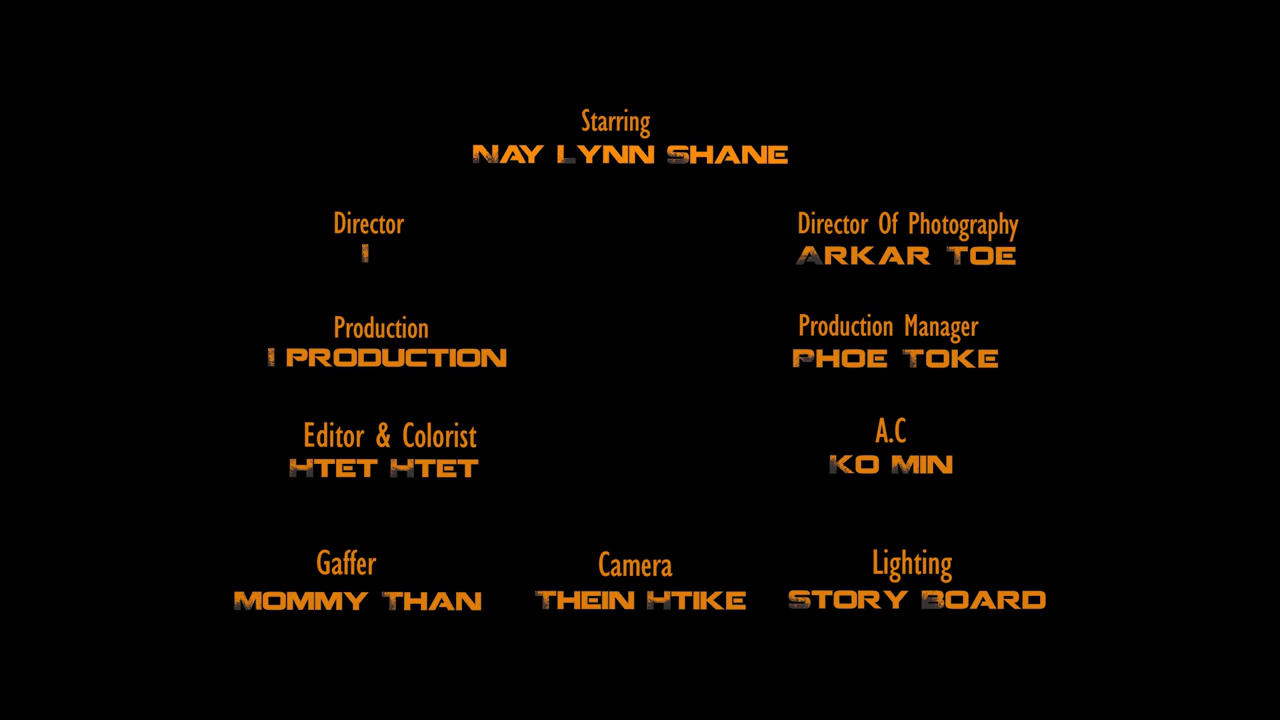 Starring
NAY LYNN SHANE
Director
I
Director Of Photography
ARKAR TOE
Production
I PRODUCTION
Production Manager
PHOE TOKE
Editor & Colorist
HTET HTET
A.C
KO MIN
Gaffer
MOMMY THAN
Camera
THEIN HTIKE
Lighting
STORY BOARD